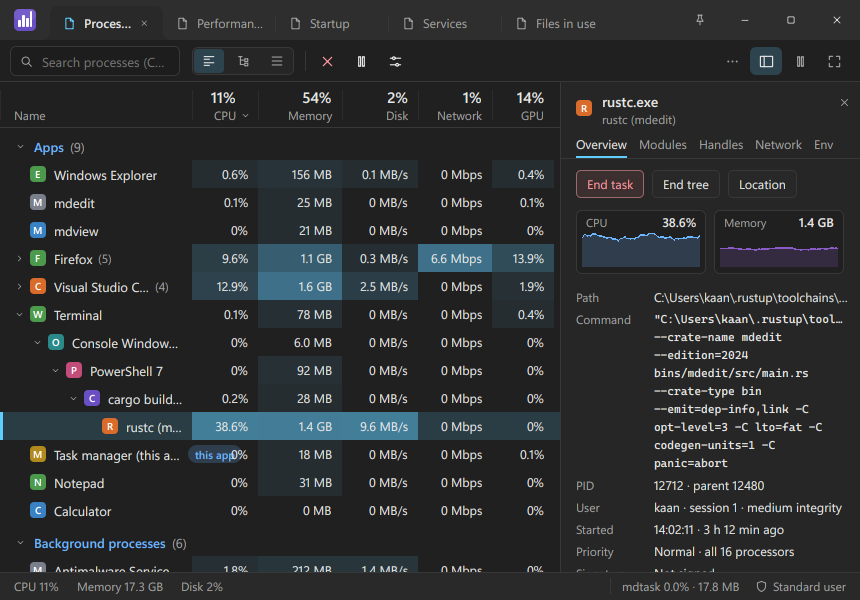 Proces... ×
Performan...
Startup
Services
Files in use
Search processes (C...
Name
11% CPU
54% Memory
2% Disk
1% Network
14% GPU
Apps (9)
E Windows Explorer 0.6% 156 MB 0.1 MB/s 0 Mbps 0.4%
M mdedit 0.1% 25 MB 0 MB/s 0 Mbps 0.1%
M mdview 0% 21 MB 0 MB/s 0 Mbps 0%
F Firefox (5) 9.6% 1.1 GB 0.3 MB/s 6.6 Mbps 13.9%
C Visual Studio C... (4) 12.9% 1.6 GB 2.5 MB/s 0 Mbps 1.9%
W Terminal 0.1% 78 MB 0 MB/s 0 Mbps 0.4%
O Console Window... 0% 6.0 MB 0 MB/s 0 Mbps 0%
P PowerShell 7 0% 92 MB 0 MB/s 0 Mbps 0%
C cargo build... 0.2% 28 MB 0 MB/s 0 Mbps 0%
R rustc (m... 38.6% 1.4 GB 9.6 MB/s 0 Mbps 0%
M Task manager (this a... this app 0% 18 MB 0 MB/s 0 Mbps 0.1%
N Notepad 0% 31 MB 0 MB/s 0 Mbps 0%
C Calculator 0% 0 MB 0 MB/s 0 Mbps 0%
Background processes (6)
M Antimalware Service 1.8% 212 MB 1.4 MB/s 0 Mbps 0%
R rustc.exe
rustc (mdedit)
Overview Modules Handles Network Env
End task End tree Location
CPU 38.6%
Memory 1.4 GB
Path C:\Users\kaan\.rustup\toolchains\...
Command "C:\Users\kaan\.rustup\tool...
--crate-name mdedit
--edition=2024
bins/mdedit/src/main.rs
--crate-type bin
--emit=dep-info,link -C
opt-level=3 -C lto=fat -C
codegen-units=1 -C
panic=abort
PID 12712 · parent 12480
User kaan · session 1 · medium integrity
Started 14:02:11 · 3 h 12 min ago
Priority Normal · all 16 processors
CPU 11% Memory 17.3 GB Disk 2%
mdtask 0.0% · 17.8 MB Standard user